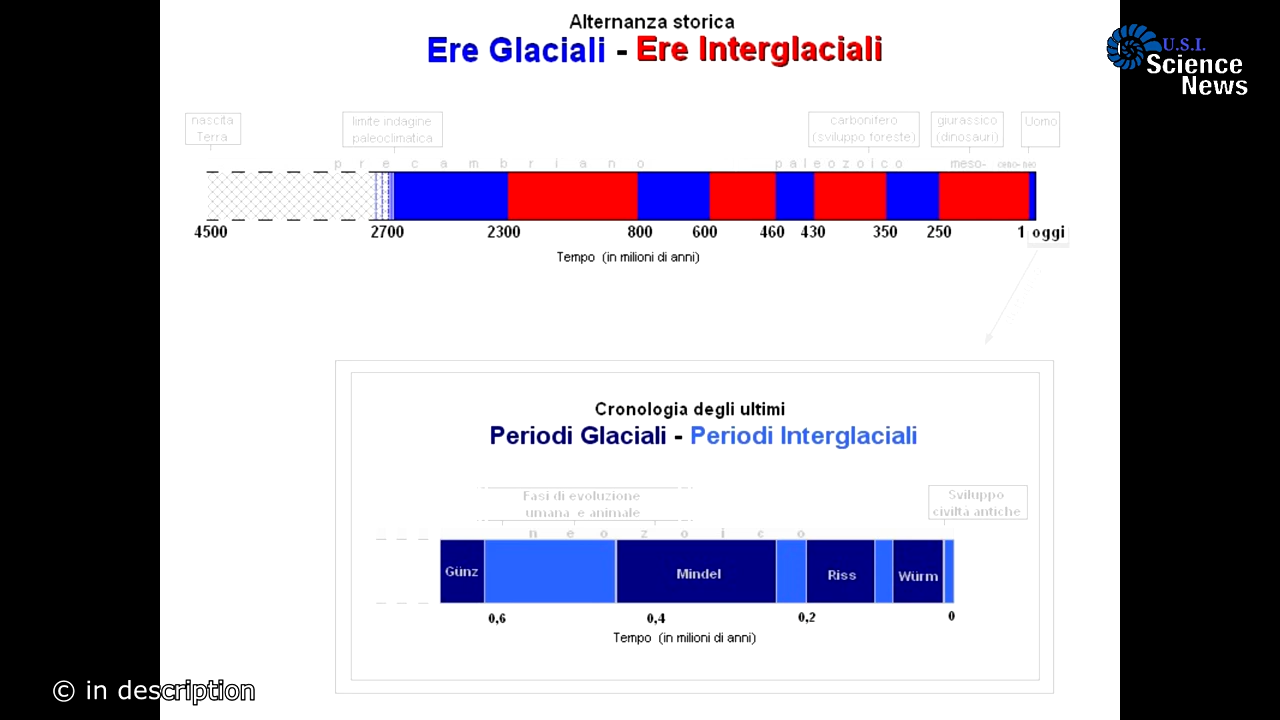 Alternanza storica
Ere Glaciali - Ere Interglaciali
U.S.I.
Science
News
nascita
Terra
limite indagine
paleoclimatica
carbonifero
(sviluppo foreste)
giurassico
(dinosauri)
Uomo
precambriano paleozoico meso-
4500 2700 2300 800 600 460 430 350 250 1 oggi
Tempo (in milioni di anni)
Cronologia degli ultimi
Periodi Glaciali - Periodi Interglaciali
Fasi di evoluzione
umana e animale
Sviluppo
civiltà antiche
neozoico
Günz Mindel Riss Würm
0,6 0,4 0,2 0
Tempo (in milioni di anni)
© in description